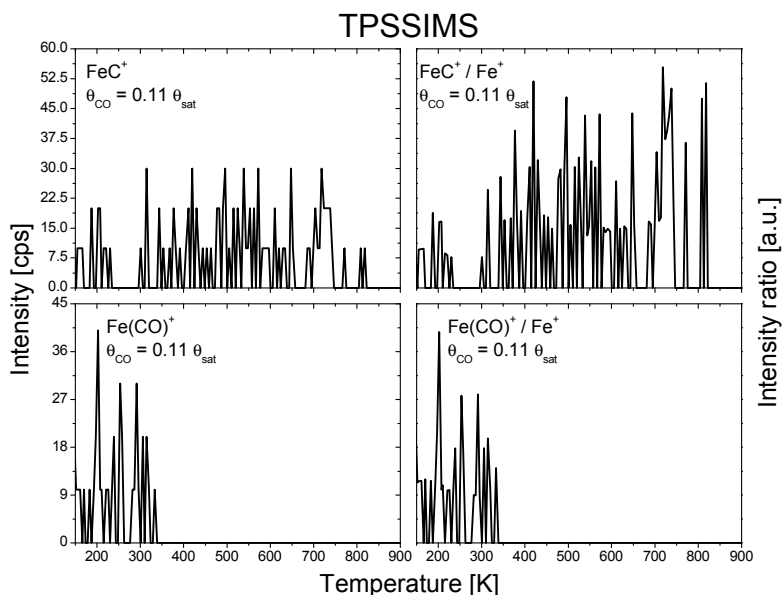 TPSSIMS
FeC⁺
θCO = 0.11 θsat
FeC⁺ / Fe⁺
θCO = 0.11 θsat
60.0
52.5
45.0
37.5
30.0
22.5
15.0
7.5
0.0
Fe(CO)⁺
θCO = 0.11 θsat
Fe(CO)⁺ / Fe⁺
θCO = 0.11 θsat
45
36
27
18
9
0
Intensity [cps]
Intensity ratio [a.u.]
200 300 400 500 600 700 800 900
200 300 400 500 600 700 800 900
Temperature [K]